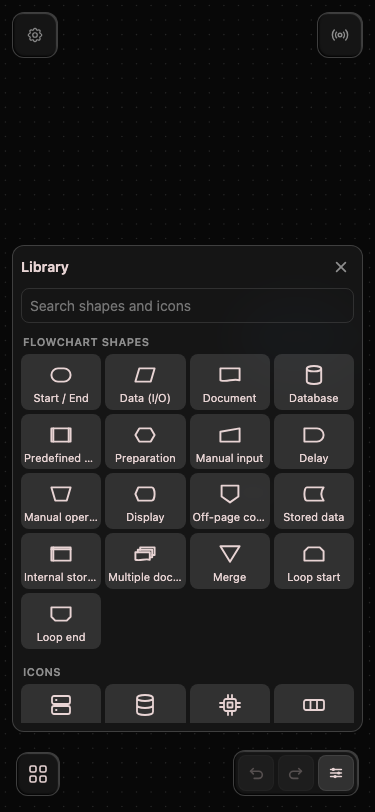 Library
Search shapes and icons
FLOWCHART SHAPES
Start / End
Data (I/O)
Document
Database
Predefined ...
Preparation
Manual input
Delay
Manual oper...
Display
Off-page co...
Stored data
Internal stor...
Multiple doc...
Merge
Loop start
Loop end
ICONS